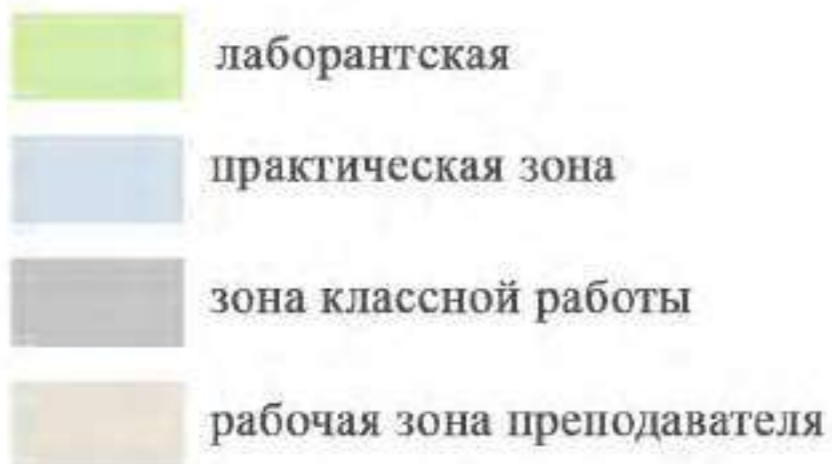 лаборантская
практическая зона
зона классной работы
рабочая зона преподавателя